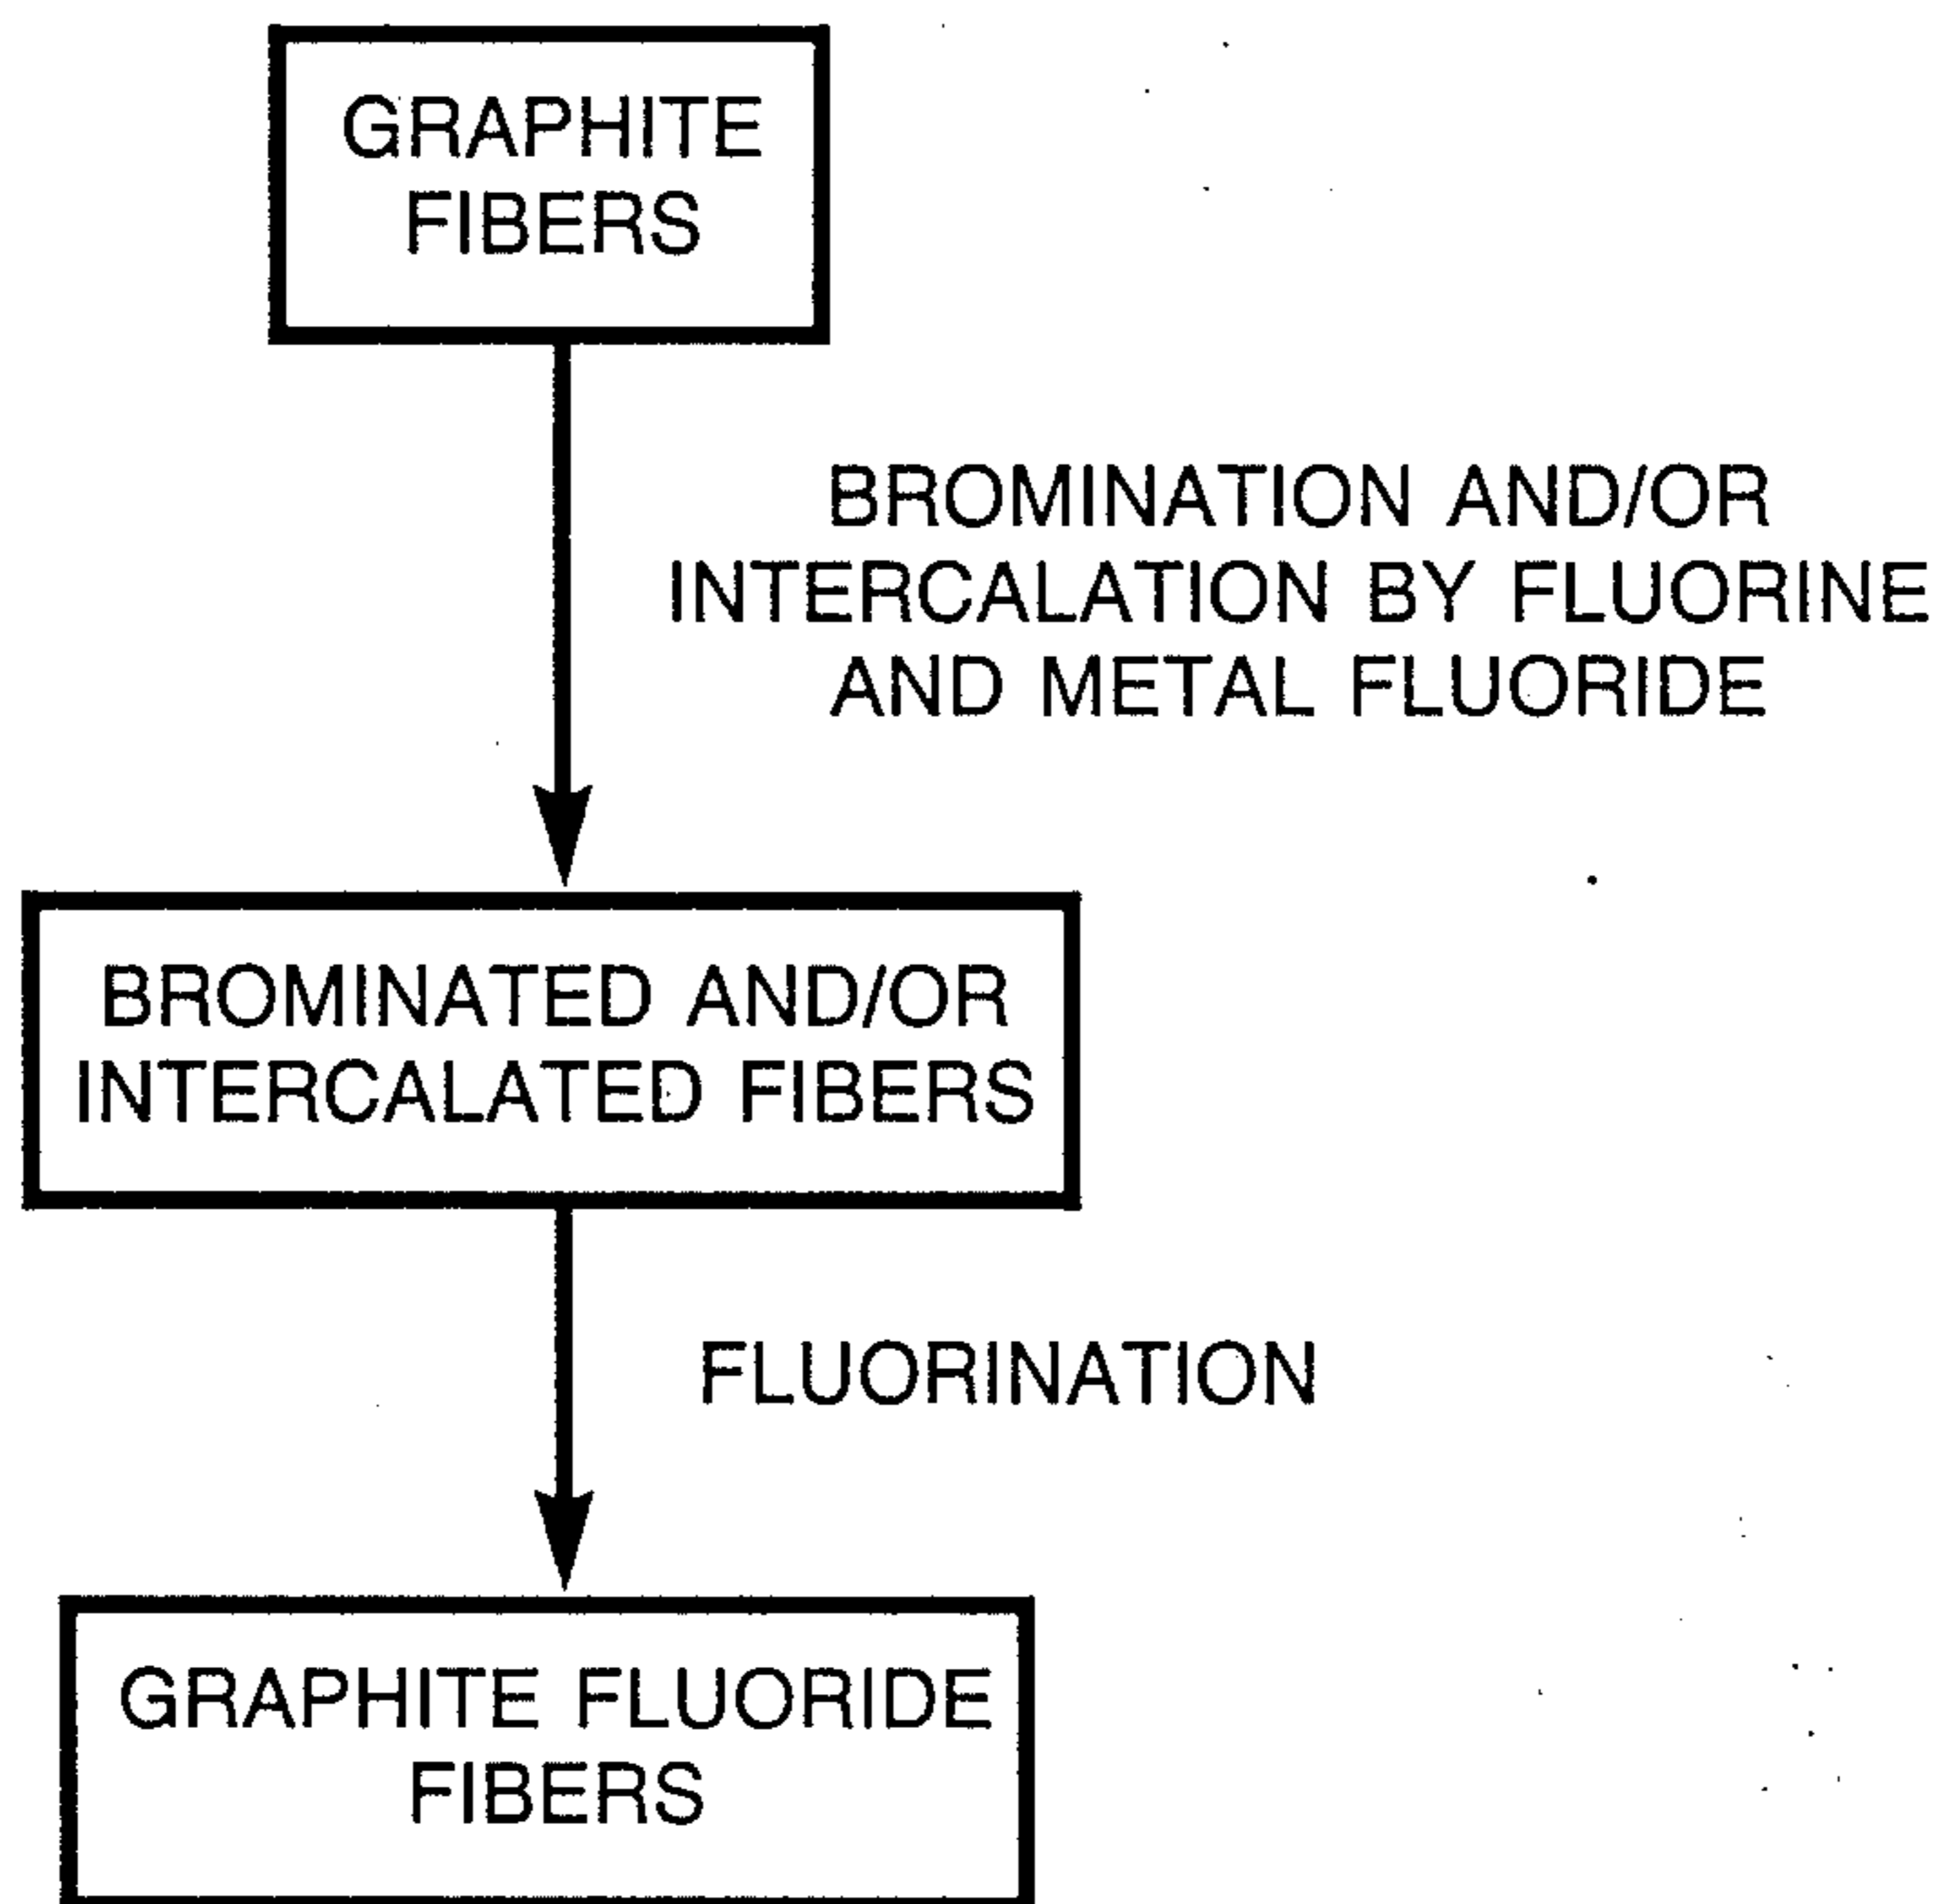 GRAPHITE
FIBERS
BROMINATION AND/OR
INTERCALATION BY FLUORINE
AND METAL FLUORIDE
BROMINATED AND/OR
INTERCALATED FIBERS
FLUORINATION
GRAPHITE FLUORIDE
FIBERS